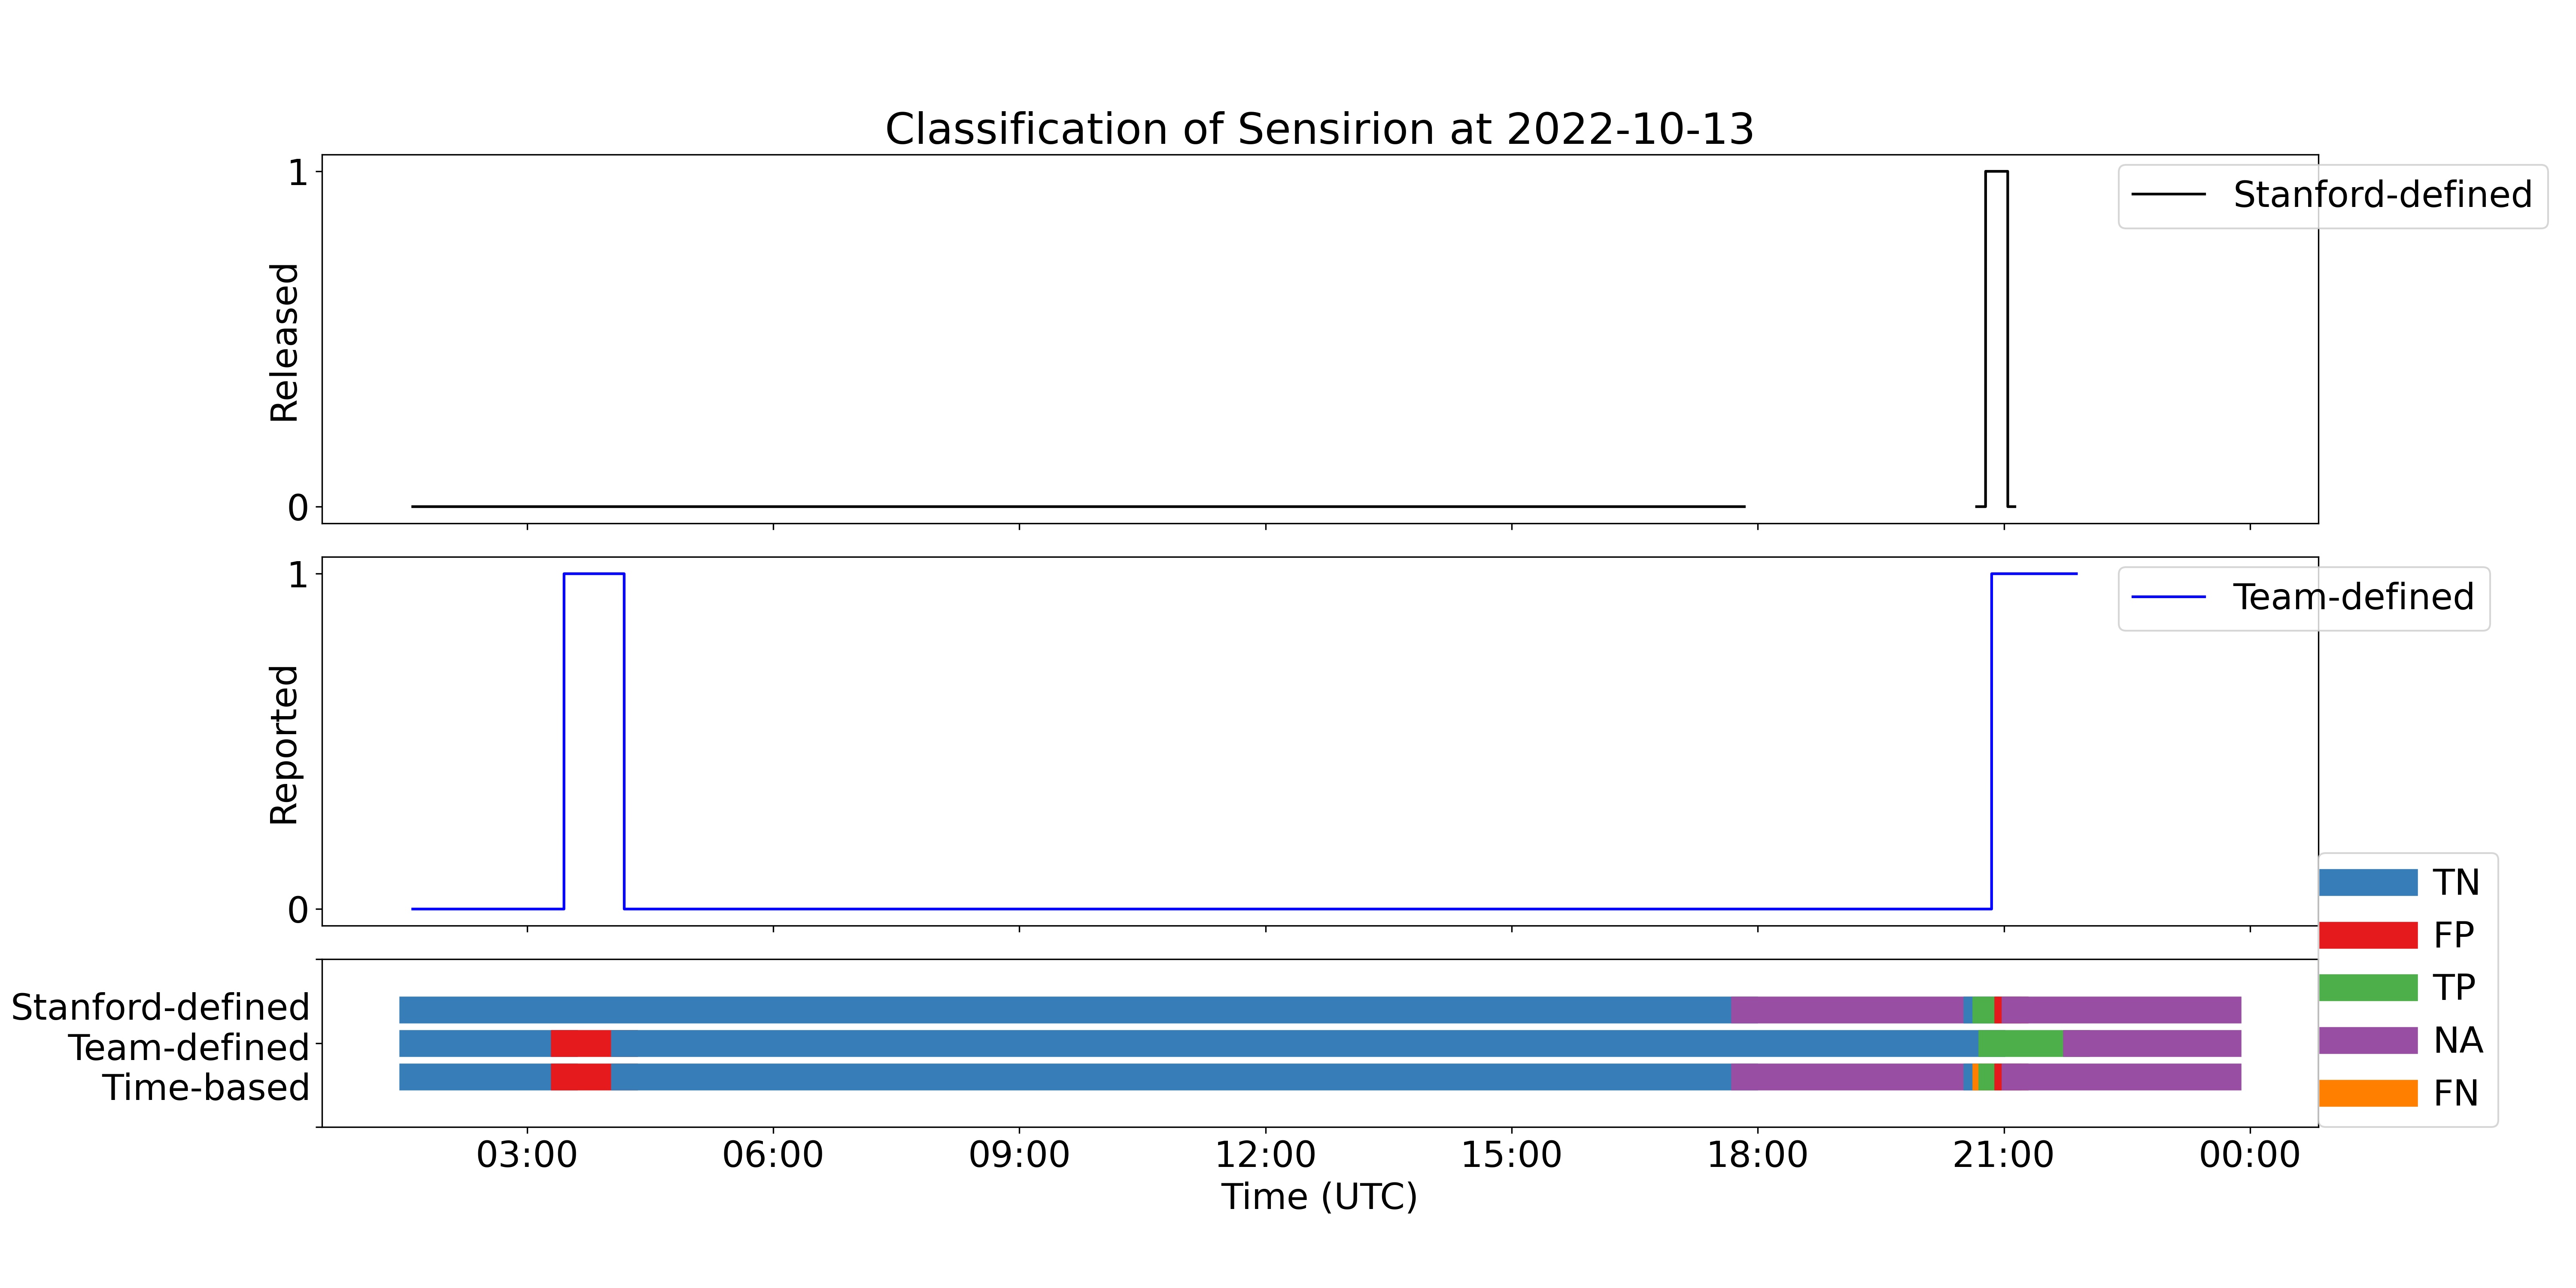 Classification of Sensirion at 2022-10-13
1
Released
0
Stanford-defined
1
Reported
0
Team-defined
TN
FP
TP
NA
FN
Stanford-defined
Team-defined
Time-based
03:00 06:00 09:00 12:00 15:00 18:00 21:00 00:00
Time (UTC)